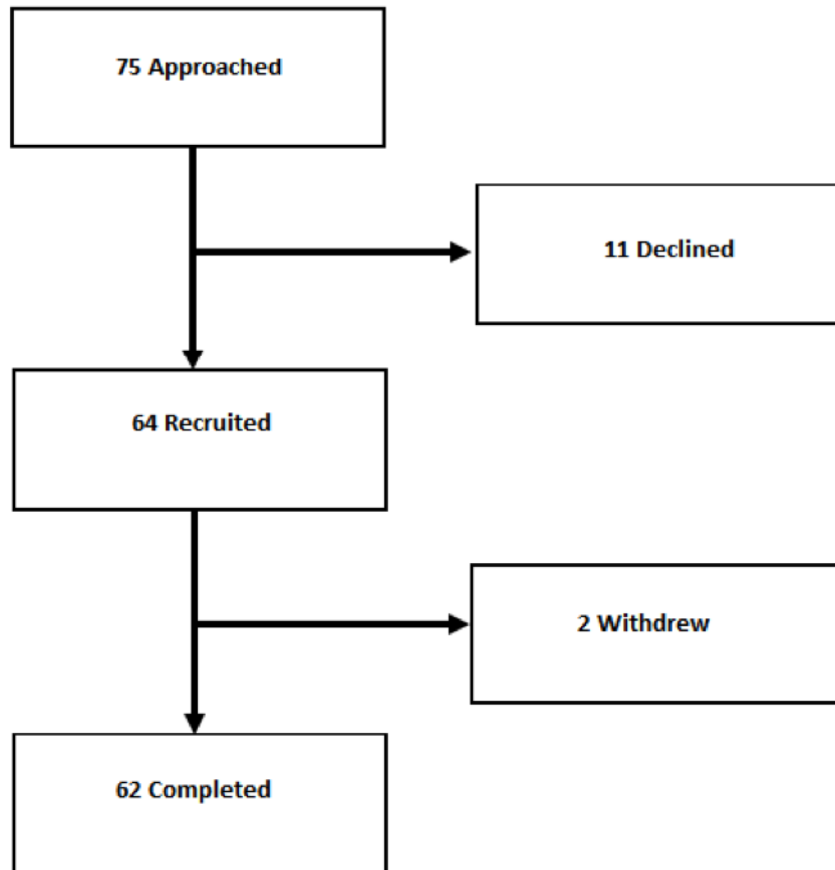 75 Approached
11 Declined
64 Recruited
2 Withdrew
62 Completed